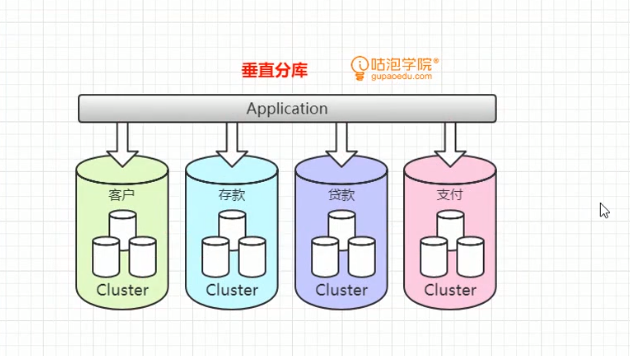 垂直分库
咕泡学院®
gupaoedu.com
Application
客户
存款
贷款
支付
Cluster
Cluster
Cluster
Cluster